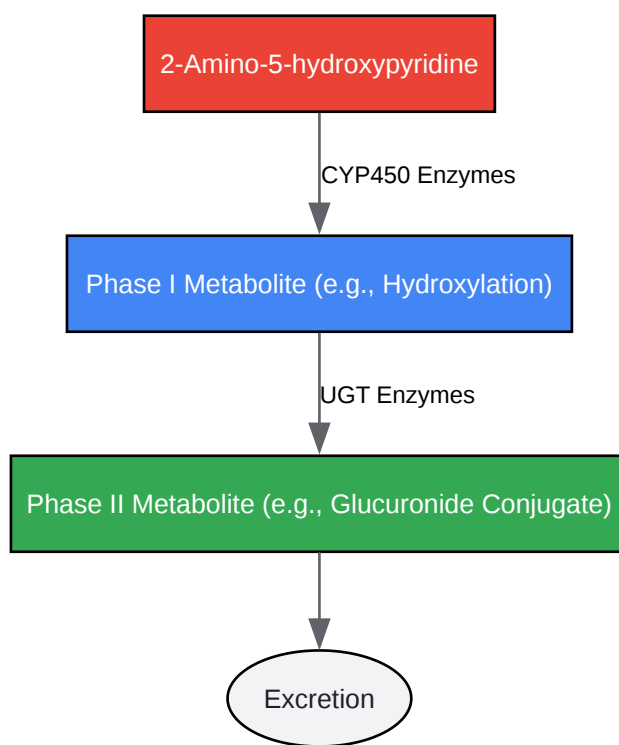 2-Amino-5-hydroxypyridine
CYP450 Enzymes
Phase I Metabolite (e.g., Hydroxylation)
UGT Enzymes
Phase II Metabolite (e.g., Glucuronide Conjugate)
Excretion